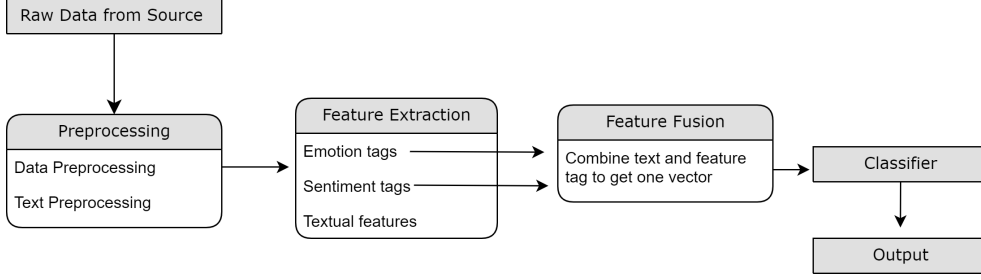 Raw Data from Source
Preprocessing
Data Preprocessing
Text Preprocessing
Feature Extraction
Emotion tags
Sentiment tags
Textual features
Feature Fusion
Combine text and feature
tag to get one vector
Classifier
Output